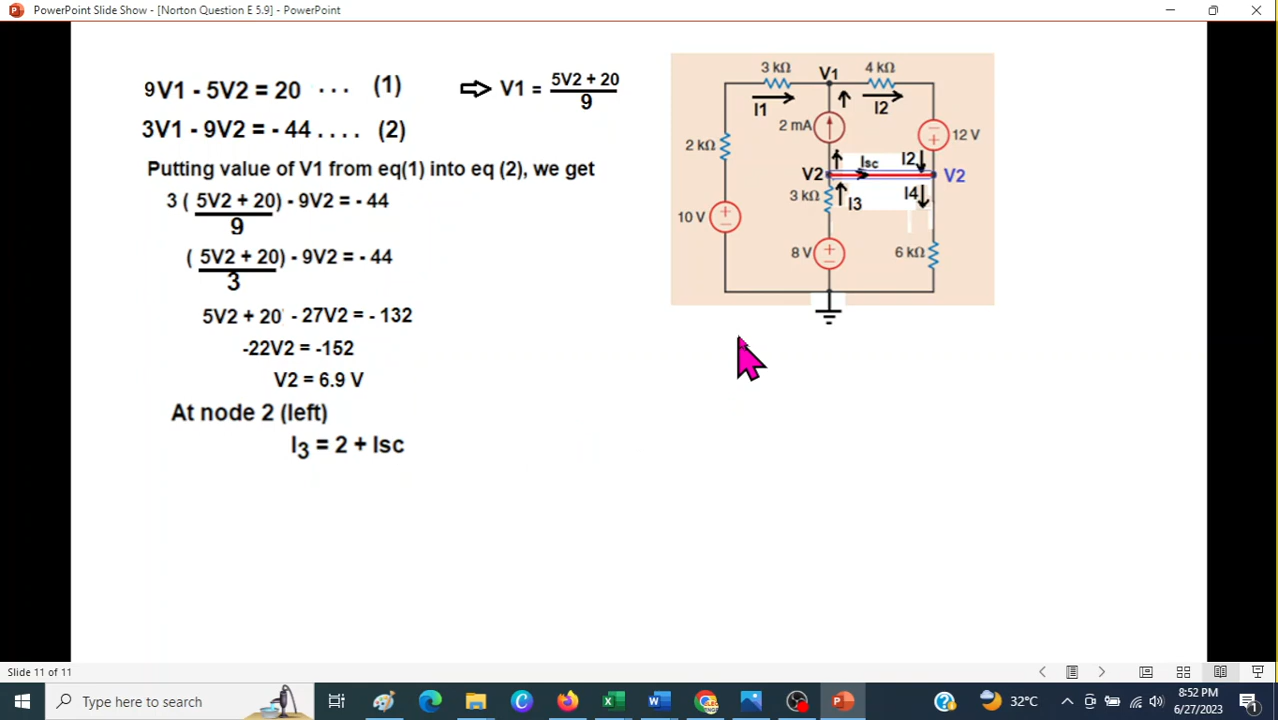 PowerPoint Slide Show - [Norton Question E 5.9] - PowerPoint
9V1 - 5V2 = 20 . . . (1)
⇨ V1 = 5V2 + 20
9
3V1 - 9V2 = - 44 . . . . (2)
Putting value of V1 from eq(1) into eq (2), we get
3 ( 5V2 + 20) - 9V2 = - 44
9
( 5V2 + 20) - 9V2 = - 44
3
5V2 + 20 - 27V2 = - 132
-22V2 = -152
V2 = 6.9 V
At node 2 (left)
I3 = 2 + Isc
3 kΩ
V1
4 kΩ
I1
I2
2 mA
12 V
2 kΩ
Isc
I2
V2
V2
3 kΩ
I3
I4
10 V
8 V
6 kΩ
Slide 11 of 11
Type here to search
32°C
8:52 PM
6/27/2023